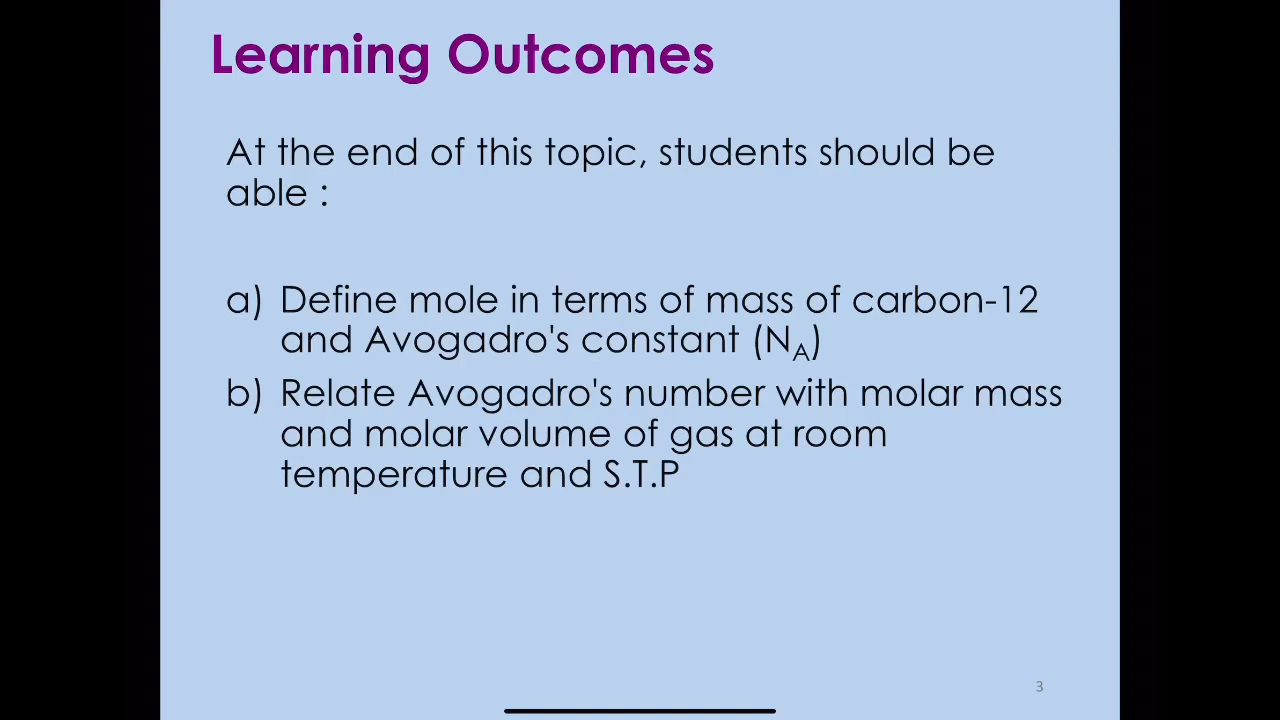 Learning Outcomes
At the end of this topic, students should be
able :
a) Define mole in terms of mass of carbon-12
and Avogadro's constant (N_A)
b) Relate Avogadro's number with molar mass
and molar volume of gas at room
temperature and S.T.P
3